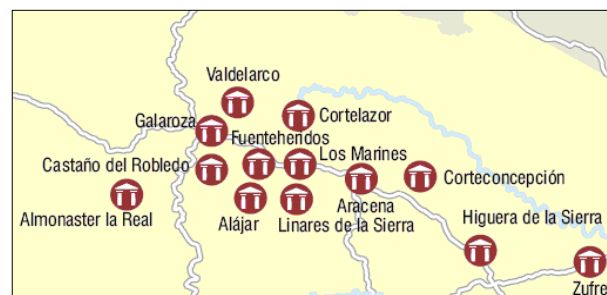 Valdelarco
Galaroza
Cortelazor
Fuenteheridos
Castaño del Robledo
Los Marines
Corteconcepción
Almonaster la Real
Alájar
Linares de la Sierra
Aracena
Higuera de la Sierra
Zufre